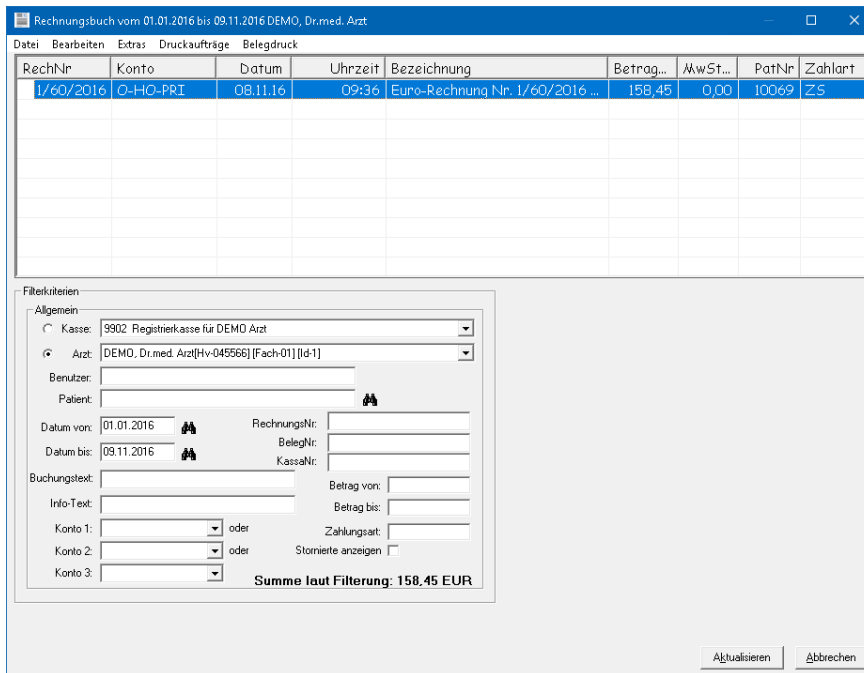 Rechnungsbuch vom 01.01.2016 bis 09.11.2016 DEMO, Dr.med. Arzt
Datei Bearbeiten Extras Druckaufträge Belegdruck
RechNr Konto Datum Uhrzeit Bezeichnung Betrag... MwSt... PatNr Zahlart
1/60/2016 O-HO-PRI 08.11.16 09:36 Euro-Rechnung Nr. 1/60/2016 ... 158,45 0,00 10069 ZS
Filterkriterien
Allgemein
Kasse: 9902 Registrierkasse für DEMO Arzt
Arzt: DEMO, Dr.med. Arzt[Hv-045566] [Fach-01] [Id-1]
Benutzer:
Patient:
Datum von: 01.01.2016 RechnungsNr:
BelegNr:
Datum bis: 09.11.2016
KassaNr:
Buchungstext:
Betrag von:
Info-Text:
Betrag bis:
Konto 1: oder Zahlungsart:
Konto 2: oder Stornierte anzeigen
Konto 3:
Summe laut Filterung: 158,45 EUR
Aktualisieren Abbrechen